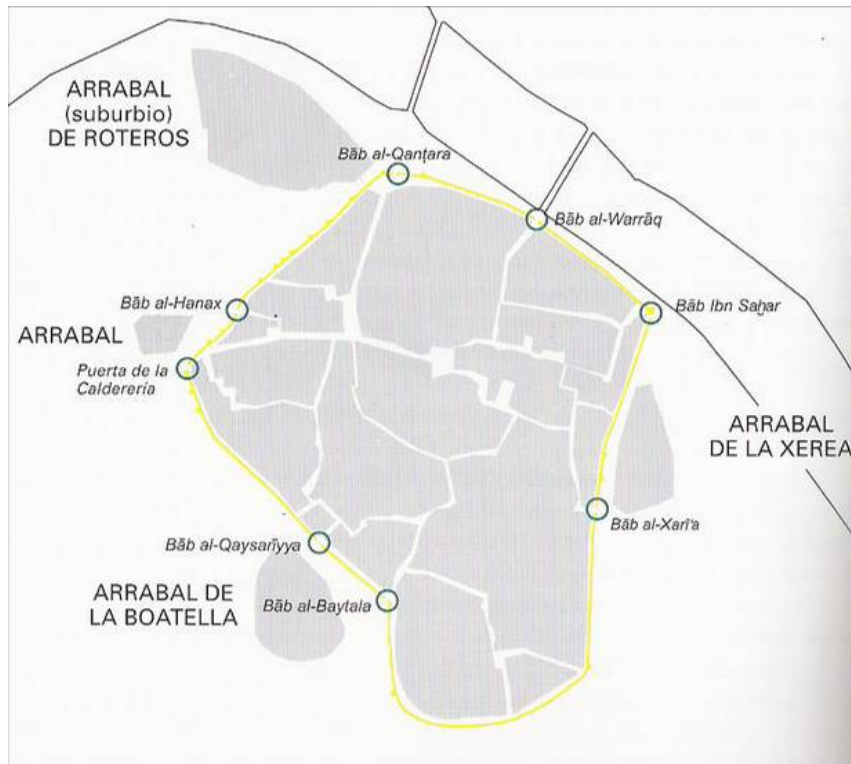 ARRABAL
(suburbio)
DE ROTEROS
Bāb al-Qanṭara
Bāb al-Warrāq
Bāb al-Hanax
Bāb Ibn Saḫar
ARRABAL
Puerta de la
Calderería
ARRABAL
DE LA XEREA
Bāb al-Xarī'a
Bāb al-Qaysarīyya
ARRABAL DE
LA BOATELLA
Bāb al-Baytala